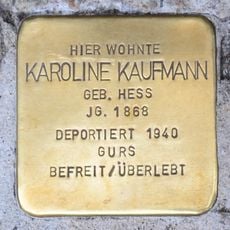 HIER WOHNTE
KAROLINE KAUFMANN
GEB. HESS
JG. 1868
DEPORTIERT 1940
GURS
BEFREIT/ÜBERLEBT